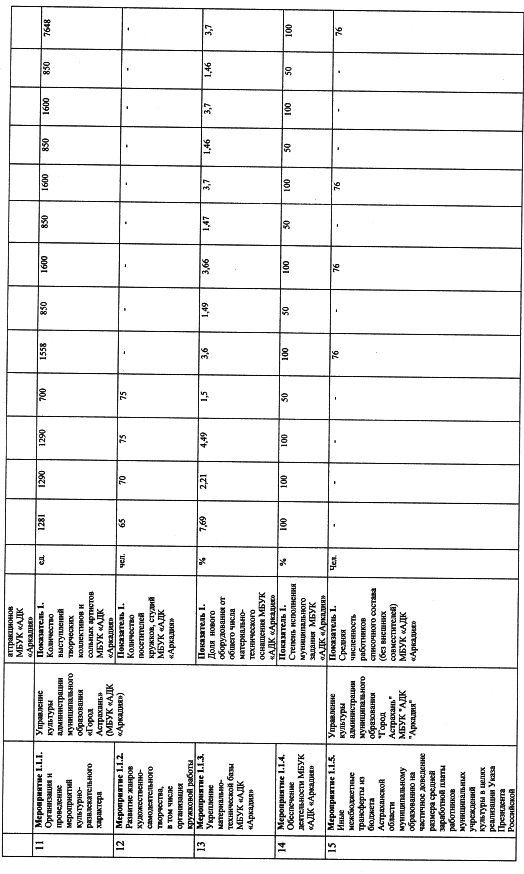 аттракционов
МБУК «АДК
«Аркадия»
11
Мероприятие 1.1.1.
Организация и
проведение
мероприятий
культурно-
развлекательного
характера
Управление
культуры
администрации
муниципального
образования
«Город
Астрахань»
(МБУК «АДК
«Аркадия»)
Показатель 1.
Количество
выступлений
творческих
коллективов и
сольных артистов
МБУК «АДК
«Аркадия»
ед. 1281 1290 1290 700 1558 850 1600 850 1600 850 1600 850 7648
12
Мероприятие 1.1.2.
Развитие жанров
художественно-
самодеятельного
творчества,
в том числе
организация
кружковой работы
Показатель 1.
Количество
посетителей
кружков, студий
МБУК «АДК
«Аркадия»
чел. 65 70 75 75 - - - - - - - - -
13
Мероприятие 1.1.3.
Укрепление
материально-
технической базы
МБУК «АДК
«Аркадия»
Показатель 1.
Доля нового
оборудования от
общего числа
материально-
технического
оснащения МБУК
«АДК «Аркадия»
% 7,69 2,21 4,49 1,5 3,6 1,49 3,66 1,47 3,7 1,46 3,7 1,46 3,7
14
Мероприятие 1.1.4.
Обеспечение
деятельности МБУК
«АДК «Аркадия»
Показатель 1.
Степень исполнения
муниципального
задания МБУК
«АДК «Аркадия»
% 100 100 100 50 100 50 100 50 100 50 100 50 100
15
Мероприятие 1.1.5.
Иные
межбюджетные
трансферты из
бюджета
Астраханской
области
муниципальному
образованию на
частичное доведение
размера средней
заработной платы
работников
муниципальных
учреждений
культуры в целях
реализации Указа
Президента
Российской
Управление
культуры
администрации
муниципального
образования
"Город
Астрахань"
МБУК "АДК
"Аркадия"
Показатель 1.
Средняя
численность
работников
списочного состава
(без внешних
совместителей)
МБУК «АДК
«Аркадия»
Чел. - - - - 76 - 76 - 76 - - - 76